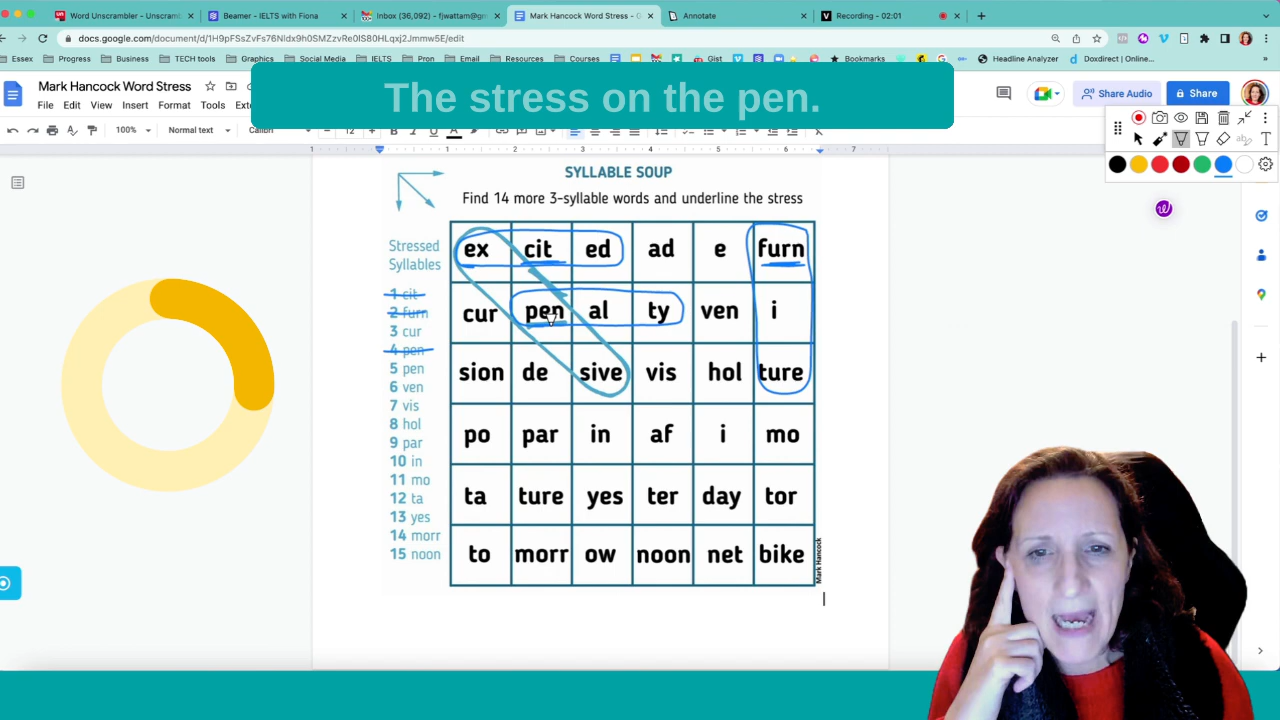 Word Unscrambler - Unscramb
Beamer - IELTS with Fiona
Inbox (36,092) - fjwattam@gm
Mark Hancock Word Stress - G
Annotate
Recording - 02:01
docs.google.com/document/d/1H9pFSsZvFs76Nldx9h0SMZzvRe0lS80HLqxj2Jmmw5E/edit
Essex
Progress
Business
TECH tools
Graphics
Social Media
IELTS
Pron
Email
Resources
Courses
Gist
Headline Analyzer
Doxdirect | Online...
Mark Hancock Word Stress
File Edit View Insert Format Tools
Share Audio
Share
The stress on the pen.
100%
Normal text
12
SYLLABLE SOUP
Find 14 more 3-syllable words and underline the stress
Stressed
Syllables
1 cit
2 furn
3 cur
4 pen
5 pen
6 ven
7 vis
8 hol
9 par
10 in
11 mo
12 ta
13 yes
14 morr
15 noon
ex cit ed ad e furn
cur pen al ty ven i
sion de sive vis hol ture
po par in af i mo
ta ture yes ter day tor
to morr ow noon net bike
Mark Hancock